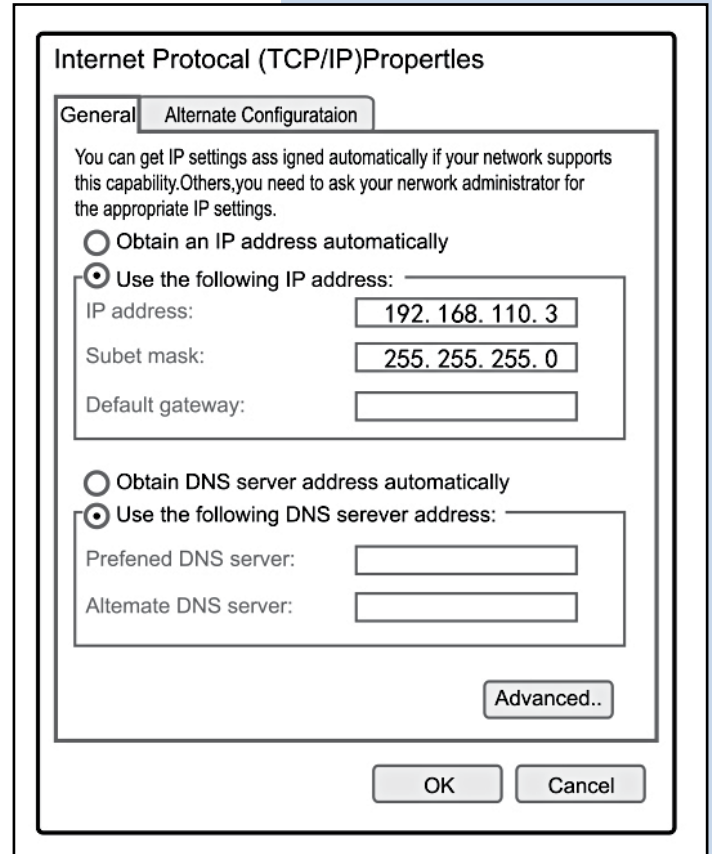 Internet Protocal (TCP/IP)Propertles
General
Alternate Configurataion
You can get IP settings ass igned automatically if your network supports
this capability.Others,you need to ask your nerwork administrator for
the appropriate IP settings.
Obtain an IP address automatically
Use the following IP address:
IP address: 192. 168. 110. 3
Subet mask: 255. 255. 255. 0
Default gateway:
Obtain DNS server address automatically
Use the following DNS serever address:
Prefened DNS server:
Altemate DNS server:
Advanced..
OK Cancel